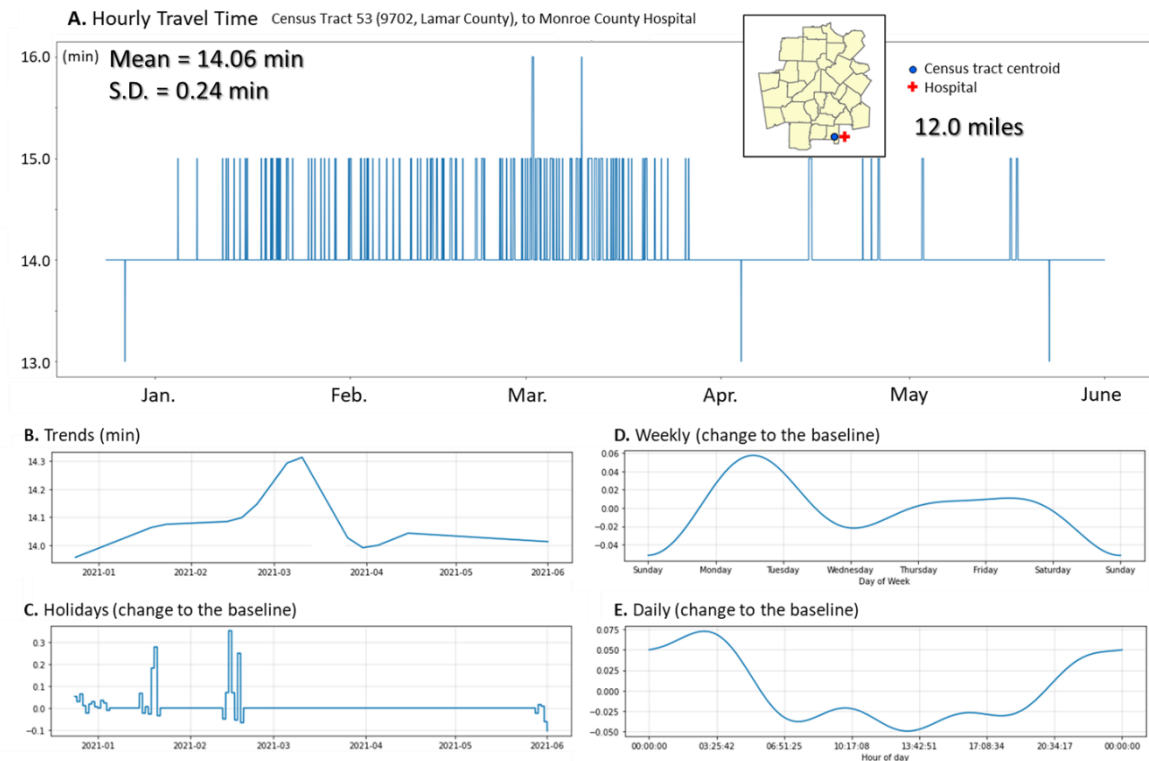 A. Hourly Travel Time Census Tract 53 (9702, Lamar County), to Monroe County Hospital
16.0 (min) Mean = 14.06 min
S.D. = 0.24 min
Census tract centroid
Hospital
12.0 miles
15.0
14.0
13.0
Jan. Feb. Mar. Apr. May June
B. Trends (min)
14.3
14.2
14.1
14.0
2021-01 2021-02 2021-03 2021-04 2021-05 2021-06
D. Weekly (change to the baseline)
0.06
0.04
0.02
0.00
−0.02
−0.04
Sunday Monday Tuesday Wednesday Thursday Friday Saturday Sunday
Day of Week
C. Holidays (change to the baseline)
0.3
0.2
0.1
0.0
−0.1
2021-01 2021-02 2021-03 2021-04 2021-05 2021-06
E. Daily (change to the baseline)
0.075
0.050
0.025
0.000
−0.025
−0.050
00:00:00 03:25:42 06:51:25 10:17:08 13:42:51 17:08:34 20:34:17 00:00:00
Hour of day